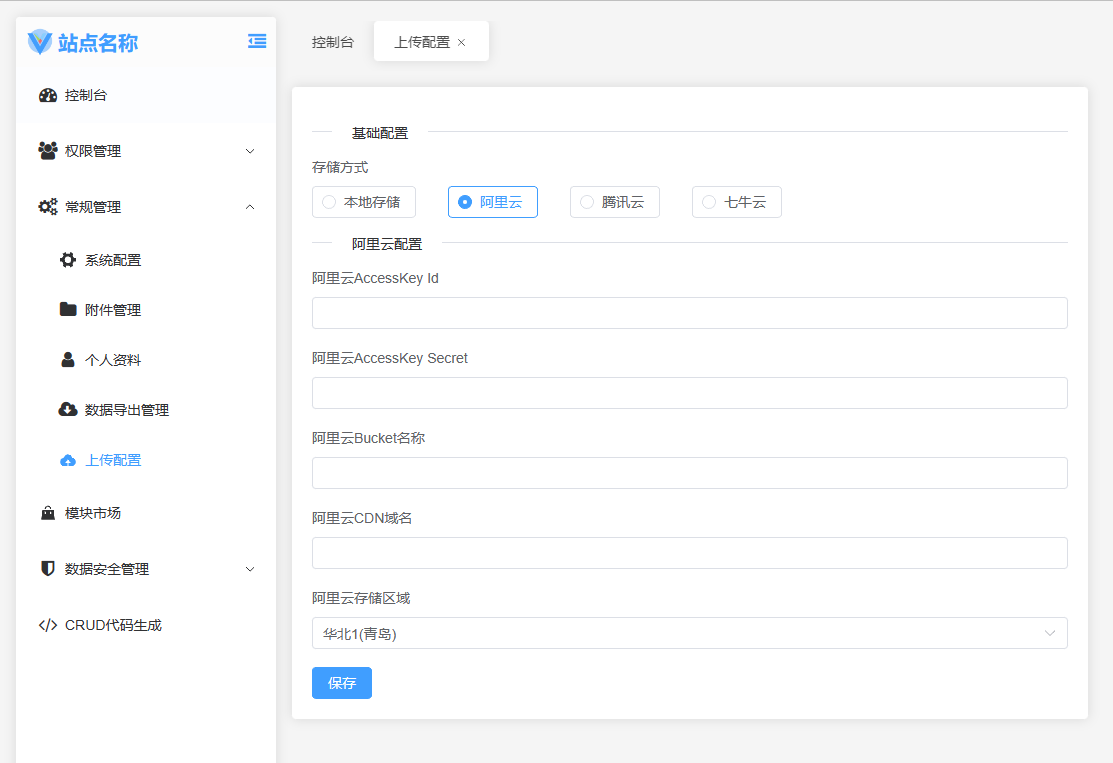 站点名称
控制台
权限管理
常规管理
系统配置
附件管理
个人资料
数据导出管理
上传配置
模块市场
数据安全管理
CRUD代码生成
控制台
上传配置
基础配置
存储方式
本地存储 阿里云 腾讯云 七牛云
阿里云配置
阿里云AccessKey Id
阿里云AccessKey Secret
阿里云Bucket名称
阿里云CDN域名
阿里云存储区域
华北1(青岛)
保存